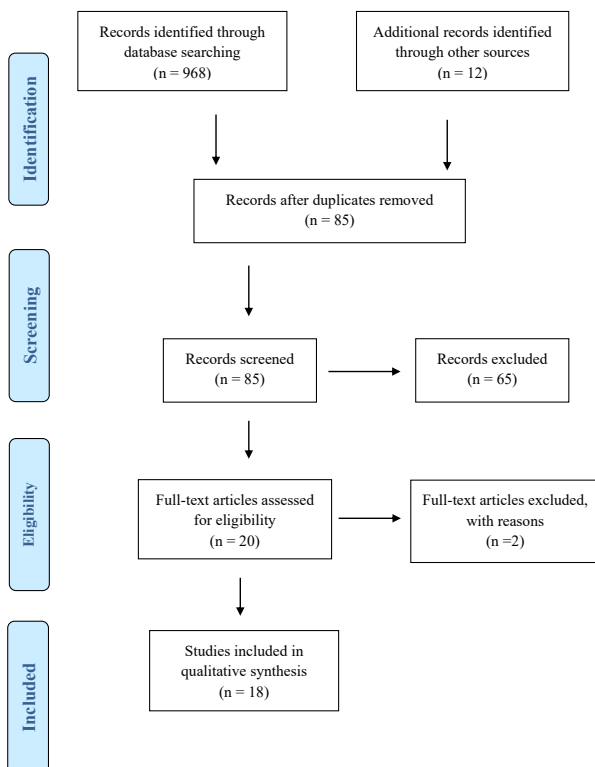 Records identified through
database searching
(n = 968)
Additional records identified
through other sources
(n = 12)
Identification
Records after duplicates removed
(n = 85)
Screening
Records screened
(n = 85)
Records excluded
(n = 65)
Eligibility
Full-text articles assessed
for eligibility
(n = 20)
Full-text articles excluded,
with reasons
(n =2)
Included
Studies included in
qualitative synthesis
(n = 18)